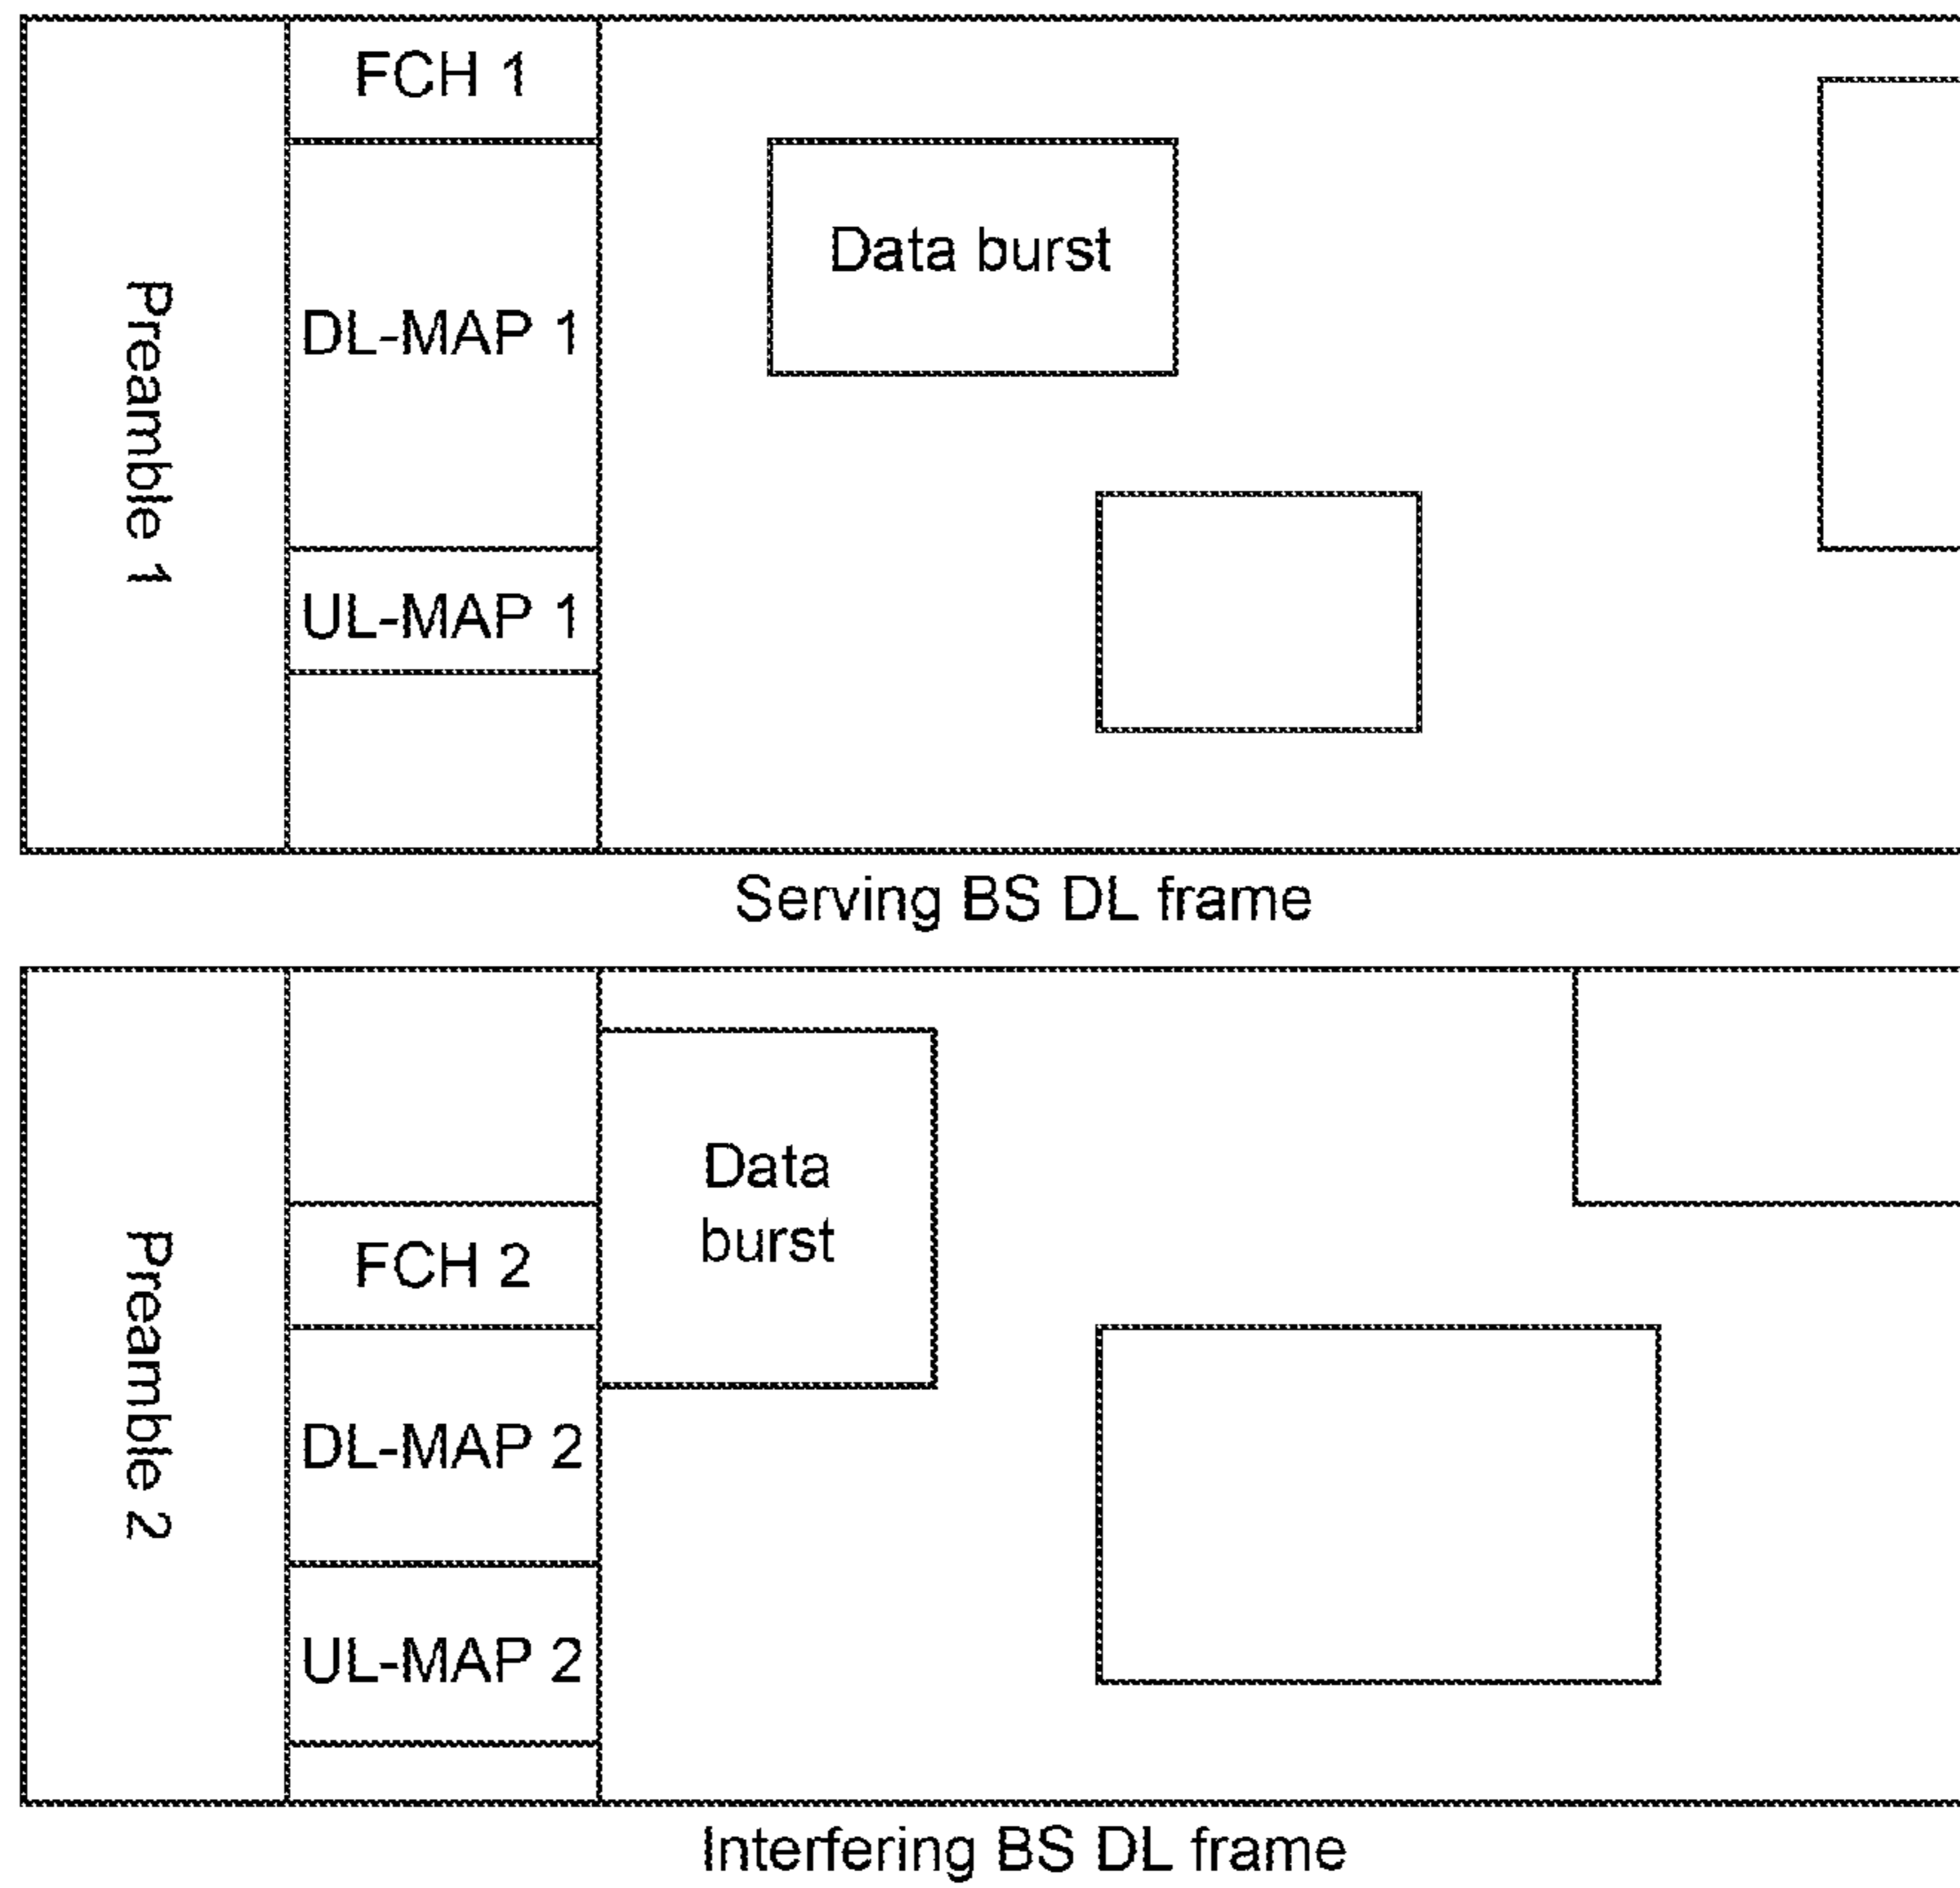 Preamble 1
FCH 1
DL-MAP 1
UL-MAP 1
Data burst
Serving BS DL frame
Preamble 2
FCH 2
DL-MAP 2
UL-MAP 2
Data
burst
Interfering BS DL frame